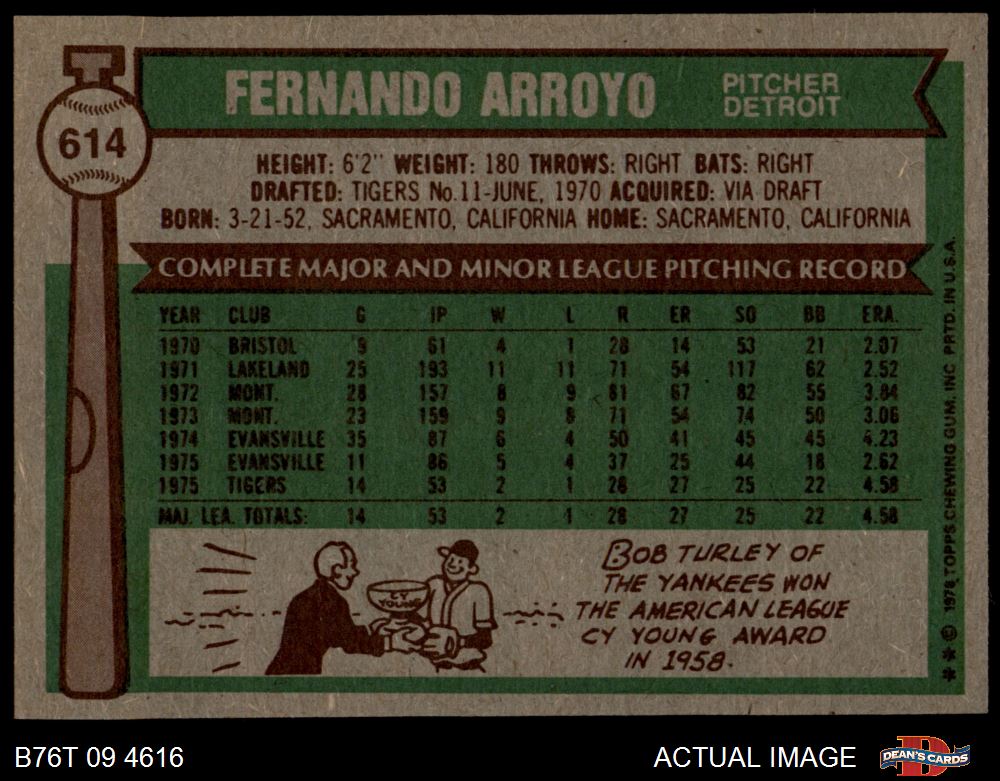 614
FERNANDO ARROYO
PITCHER
DETROIT
HEIGHT: 6'2" WEIGHT: 180 THROWS: RIGHT BATS: RIGHT
DRAFTED: TIGERS No.11-JUNE, 1970 ACQUIRED: VIA DRAFT
BORN: 3-21-52, SACRAMENTO, CALIFORNIA HOME: SACRAMENTO, CALIFORNIA
COMPLETE MAJOR AND MINOR LEAGUE PITCHING RECORD
YEAR CLUB G IP W L R ER SO BB ERA.
1970 BRISTOL 9 61 4 1 28 14 53 21 2.07
1971 LAKELAND 25 193 11 11 71 54 117 62 2.52
1972 MONT. 28 157 8 9 81 67 82 55 3.84
1973 MONT. 23 159 9 8 71 54 74 50 3.06
1974 EVANSVILLE 35 87 6 4 50 41 45 45 4.23
1975 EVANSVILLE 11 86 5 4 37 25 44 18 2.62
1975 TIGERS 14 53 2 1 28 27 25 22 4.58
MAJ. LEA. TOTALS: 14 53 2 1 28 27 25 22 4.58
CY
YOUNG
BOB TURLEY OF
THE YANKEES WON
THE AMERICAN LEAGUE
CY YOUNG AWARD
IN 1958.
** © 1976 TOPPS CHEWING GUM, INC PRTD. IN U.S.A.
B76T 09 4616
ACTUAL IMAGE
DEAN'S CARDS